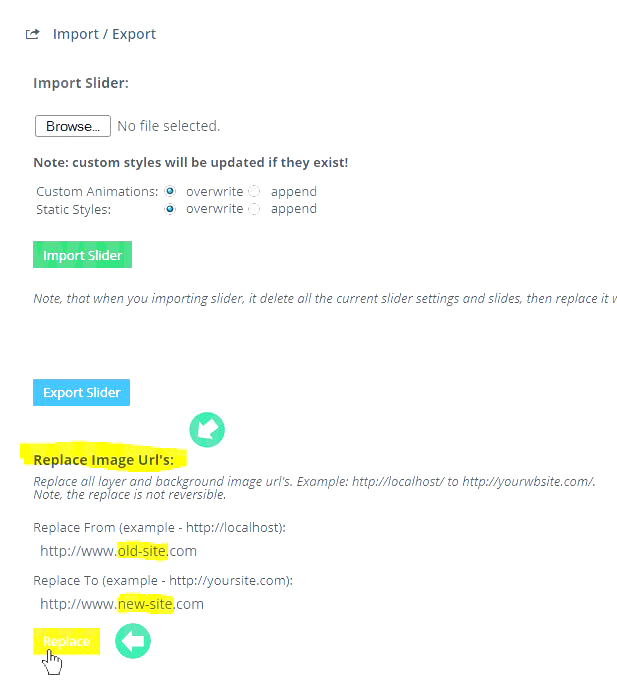 Import / Export
Import Slider:
Browse... No file selected.
Note: custom styles will be updated if they exist!
Custom Animations: overwrite append
Static Styles: overwrite append
Import Slider
Note, that when you importing slider, it delete all the current slider settings and slides, then replace it
Export Slider
Replace Image Url's:
Replace all layer and background image url's. Example: http://localhost/ to http://yourwbsite.com/.
Note, the replace is not reversible.
Replace From (example - http://localhost):
http://www.old-site.com
Replace To (example - http://yoursite.com):
http://www.new-site.com
Replace